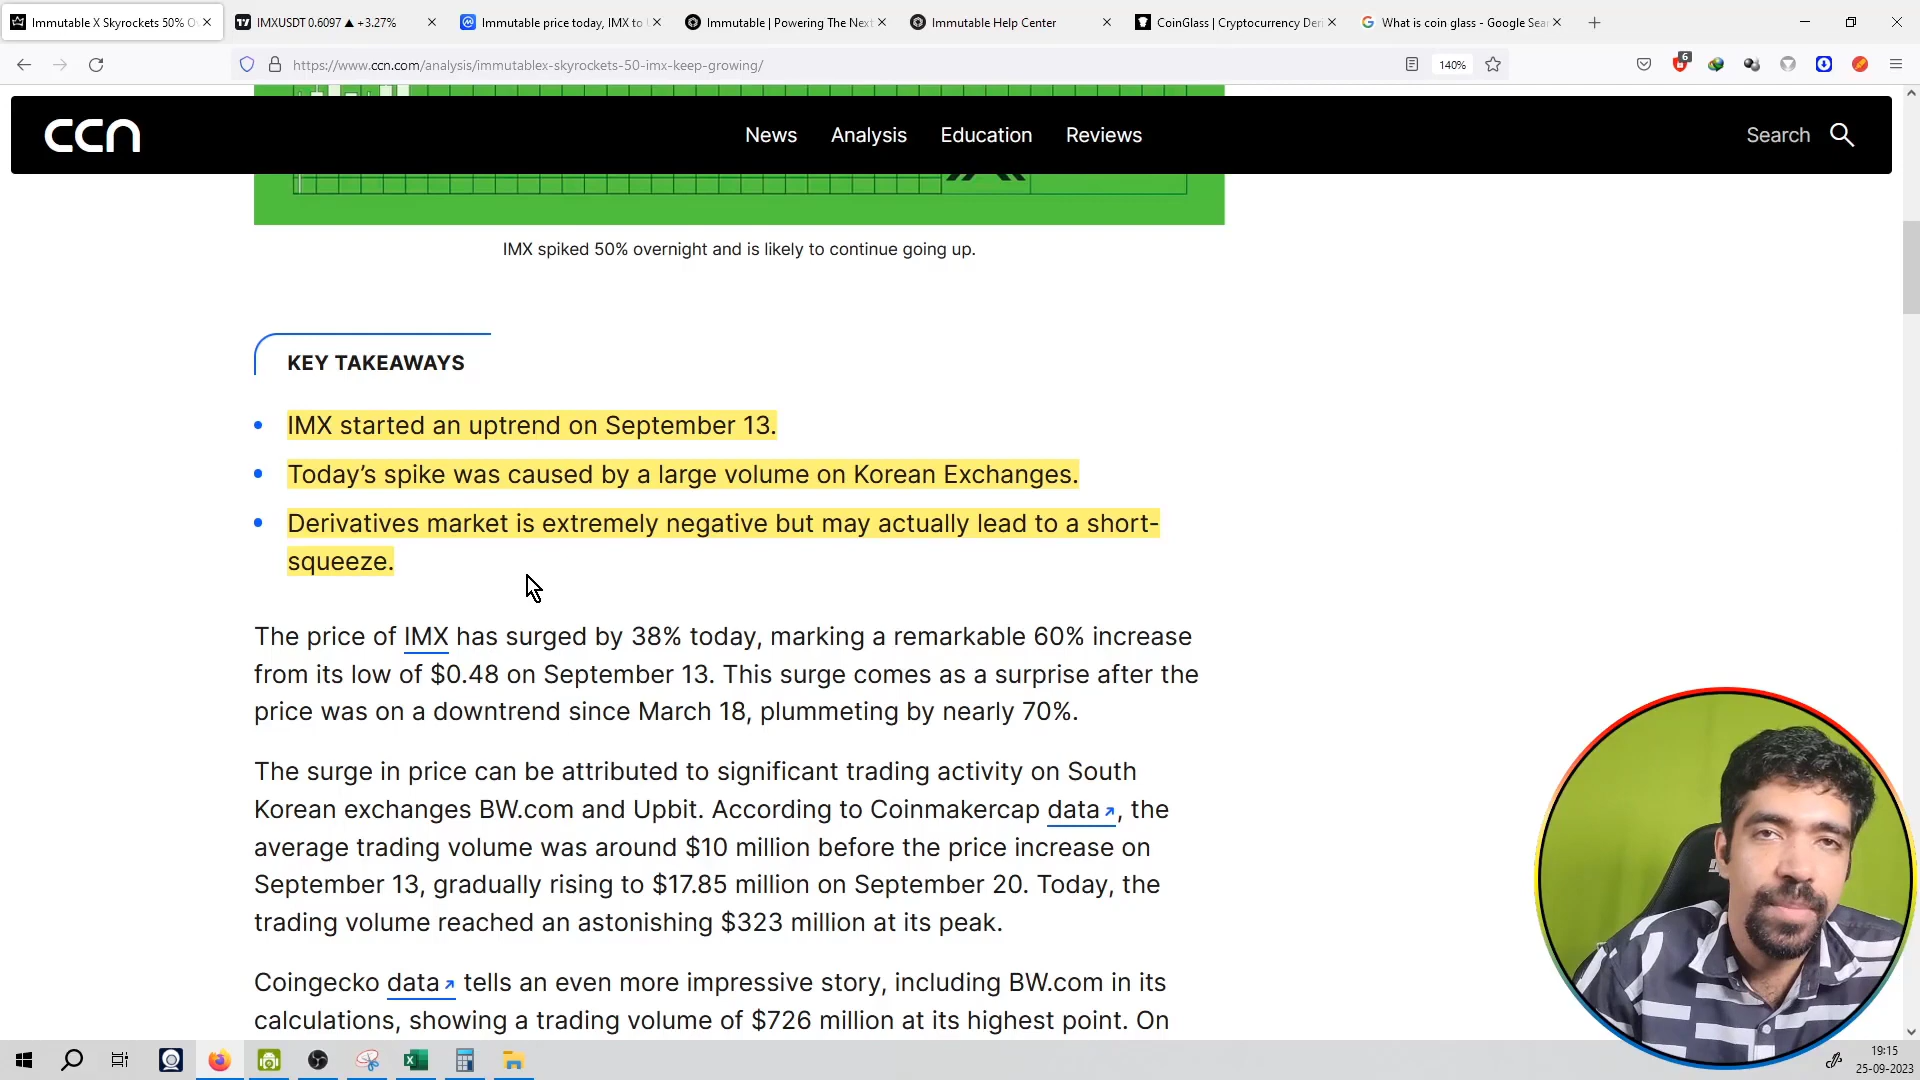 Immutable X Skyrockets 50% O
IMXUSDT 0.6097 ▲ +3.27%
Immutable price today, IMX to
Immutable | Powering The Next
Immutable Help Center
CoinGlass | Cryptocurrency Deri
What is coin glass - Google Sear
https://www.ccn.com/analysis/immutablex-skyrockets-50-imx-keep-growing/
140%
6
ccn
News
Analysis
Education
Reviews
Search
IMX spiked 50% overnight and is likely to continue going up.
KEY TAKEAWAYS
• IMX started an uptrend on September 13.
• Today’s spike was caused by a large volume on Korean Exchanges.
• Derivatives market is extremely negative but may actually lead to a short-
squeeze.
The price of IMX has surged by 38% today, marking a remarkable 60% increase
from its low of $0.48 on September 13. This surge comes as a surprise after the
price was on a downtrend since March 18, plummeting by nearly 70%.
The surge in price can be attributed to significant trading activity on South
Korean exchanges BW.com and Upbit. According to Coinmakercap data, the
average trading volume was around $10 million before the price increase on
September 13, gradually rising to $17.85 million on September 20. Today, the
trading volume reached an astonishing $323 million at its peak.
Coingecko data tells an even more impressive story, including BW.com in its
calculations, showing a trading volume of $726 million at its highest point. On
19:15
25-09-2023